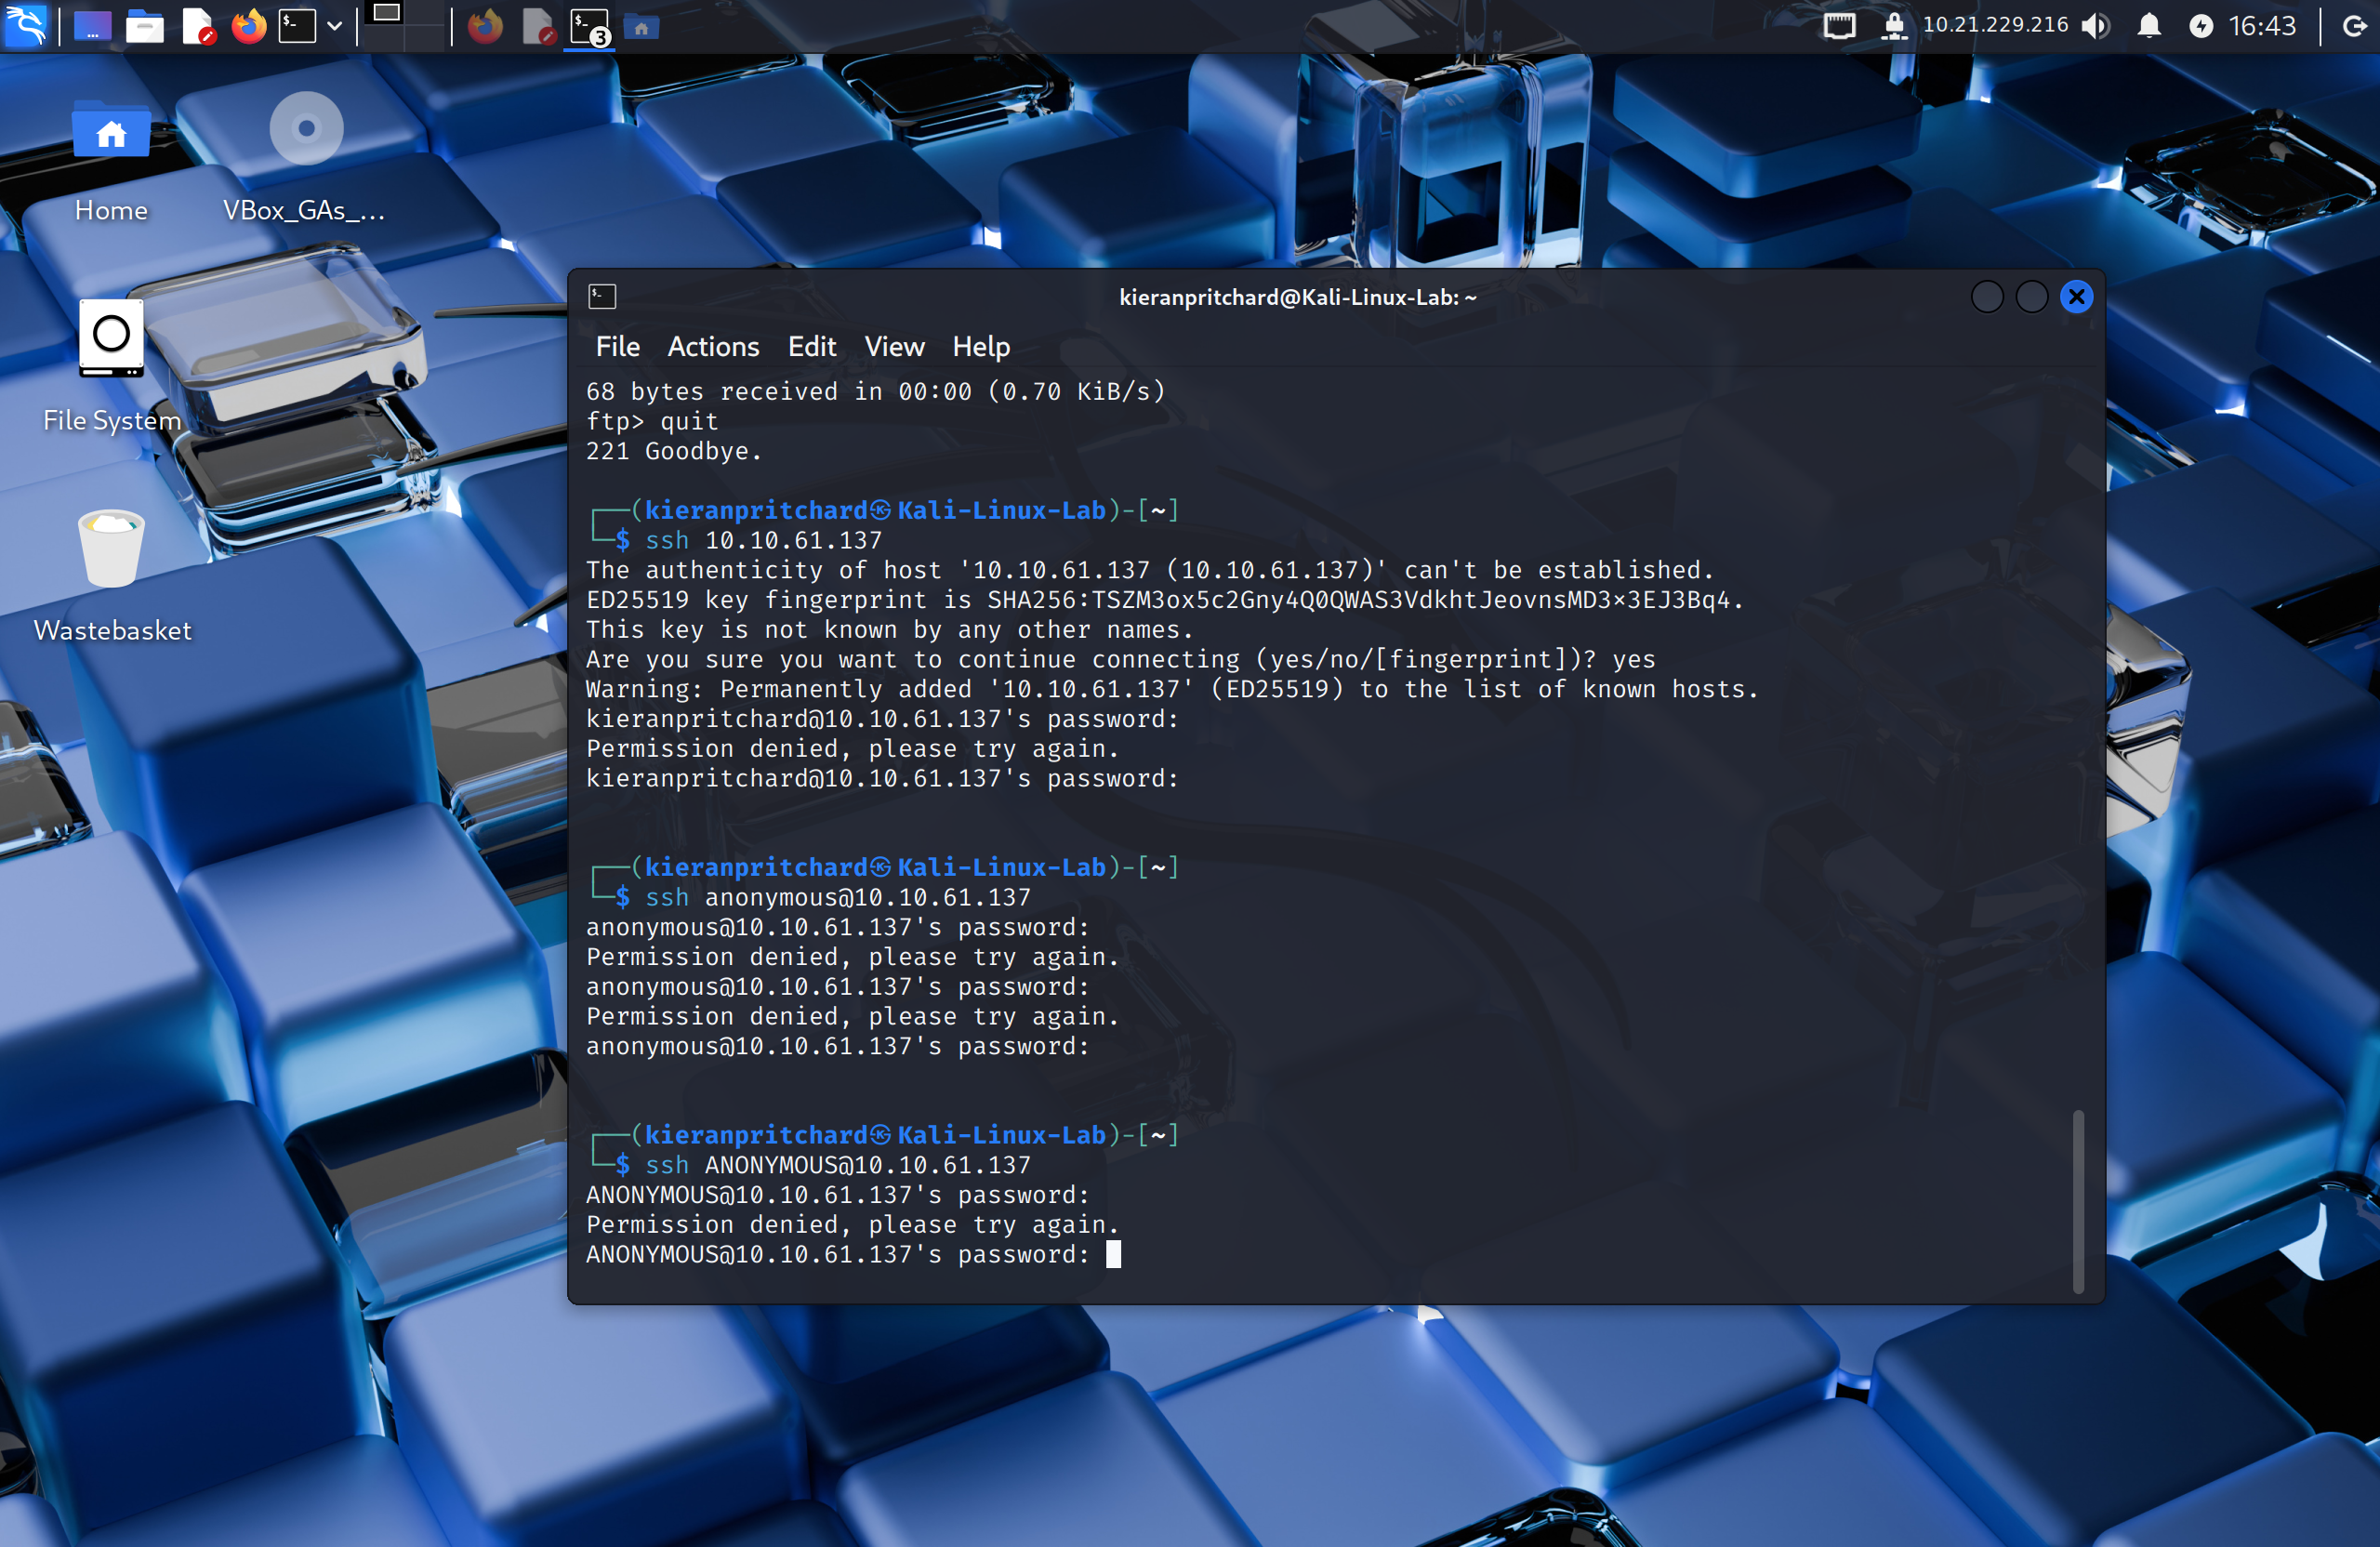 10.21.229.216
16:43
3
Home
VBox_GAs_...
File System
Wastebasket
kieranpritchard@Kali-Linux-Lab: ~
File Actions Edit View Help
68 bytes received in 00:00 (0.70 KiB/s)
ftp> quit
221 Goodbye.
┌──(kieranpritchard㉿Kali-Linux-Lab)-[~]
└─$ ssh 10.10.61.137
The authenticity of host '10.10.61.137 (10.10.61.137)' can't be established.
ED25519 key fingerprint is SHA256:TSZM3ox5c2Gny4Q0QWAS3VdkhtJeovnsMD3×3EJ3Bq4.
This key is not known by any other names.
Are you sure you want to continue connecting (yes/no/[fingerprint])? yes
Warning: Permanently added '10.10.61.137' (ED25519) to the list of known hosts.
kieranpritchard@10.10.61.137's password:
Permission denied, please try again.
kieranpritchard@10.10.61.137's password:
┌──(kieranpritchard㉿Kali-Linux-Lab)-[~]
└─$ ssh anonymous@10.10.61.137
anonymous@10.10.61.137's password:
Permission denied, please try again.
anonymous@10.10.61.137's password:
Permission denied, please try again.
anonymous@10.10.61.137's password:
┌──(kieranpritchard㉿Kali-Linux-Lab)-[~]
└─$ ssh ANONYMOUS@10.10.61.137
ANONYMOUS@10.10.61.137's password:
Permission denied, please try again.
ANONYMOUS@10.10.61.137's password: